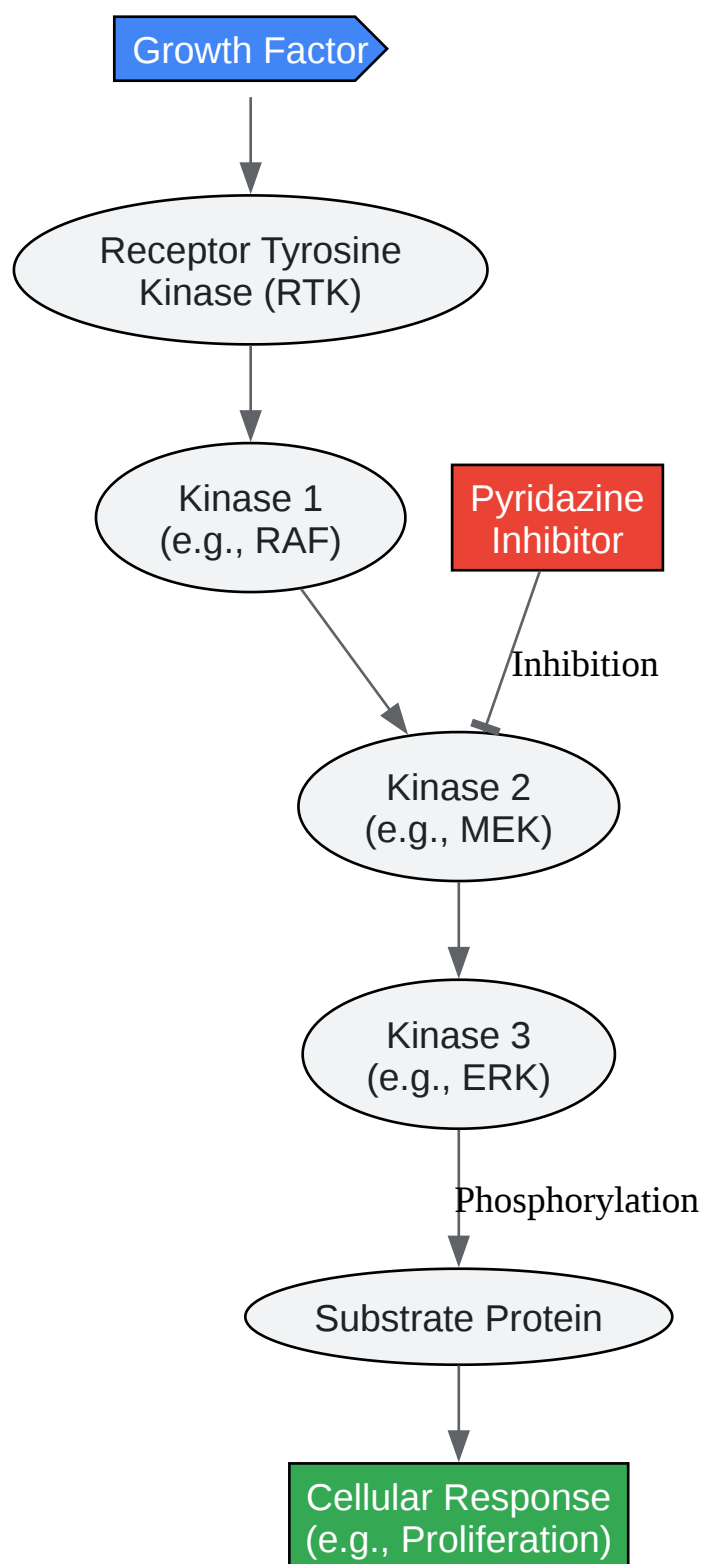 Growth Factor
Receptor Tyrosine
Kinase (RTK)
Kinase 1
(e.g., RAF)
Pyridazine
Inhibitor
Inhibition
Kinase 2
(e.g., MEK)
Kinase 3
(e.g., ERK)
Phosphorylation
Substrate Protein
Cellular Response
(e.g., Proliferation)